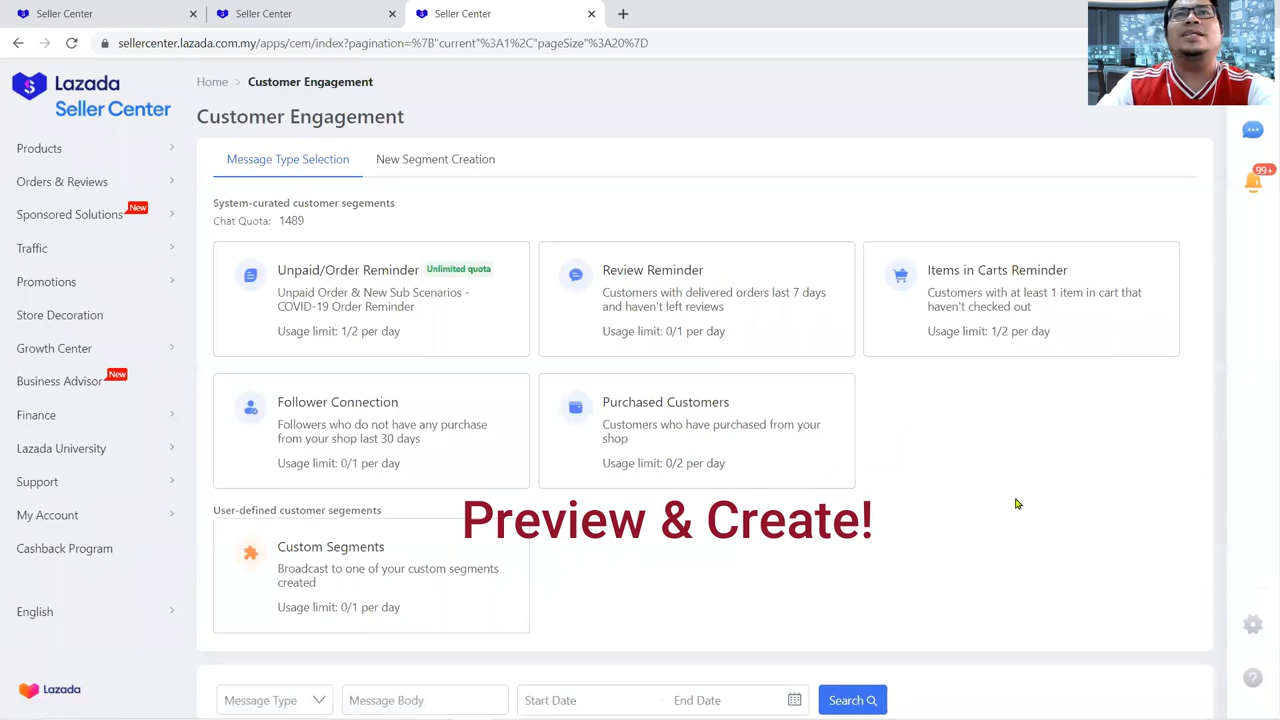 Seller Center
Seller Center
Seller Center
sellercenter.lazada.com.my/apps/cem/index?pagination=%7B"current"%3A1%2C"pageSize"%3A20%7D
Lazada
Seller Center
Products
Orders & Reviews
Sponsored Solutions New
Traffic
Promotions
Store Decoration
Growth Center
Business Advisor New
Finance
Lazada University
Support
My Account
Cashback Program
English
Lazada
Home > Customer Engagement
Customer Engagement
Message Type Selection
New Segment Creation
System-curated customer segements
Chat Quota: 1489
Unpaid/Order Reminder Unlimited quota
Unpaid Order & New Sub Scenarios -
COVID-19 Order Reminder
Usage limit: 1/2 per day
Review Reminder
Customers with delivered orders last 7 days
and haven't left reviews
Usage limit: 0/1 per day
Items in Carts Reminder
Customers with at least 1 item in cart that
haven't checked out
Usage limit: 1/2 per day
Follower Connection
Followers who do not have any purchase
from your shop last 30 days
Usage limit: 0/1 per day
Purchased Customers
Customers who have purchased from your
shop
Usage limit: 0/2 per day
User-defined customer segements
Preview & Create!
Custom Segments
Broadcast to one of your custom segments
created
Usage limit: 0/1 per day
Message Type
Message Body
Start Date - End Date
Search
99+